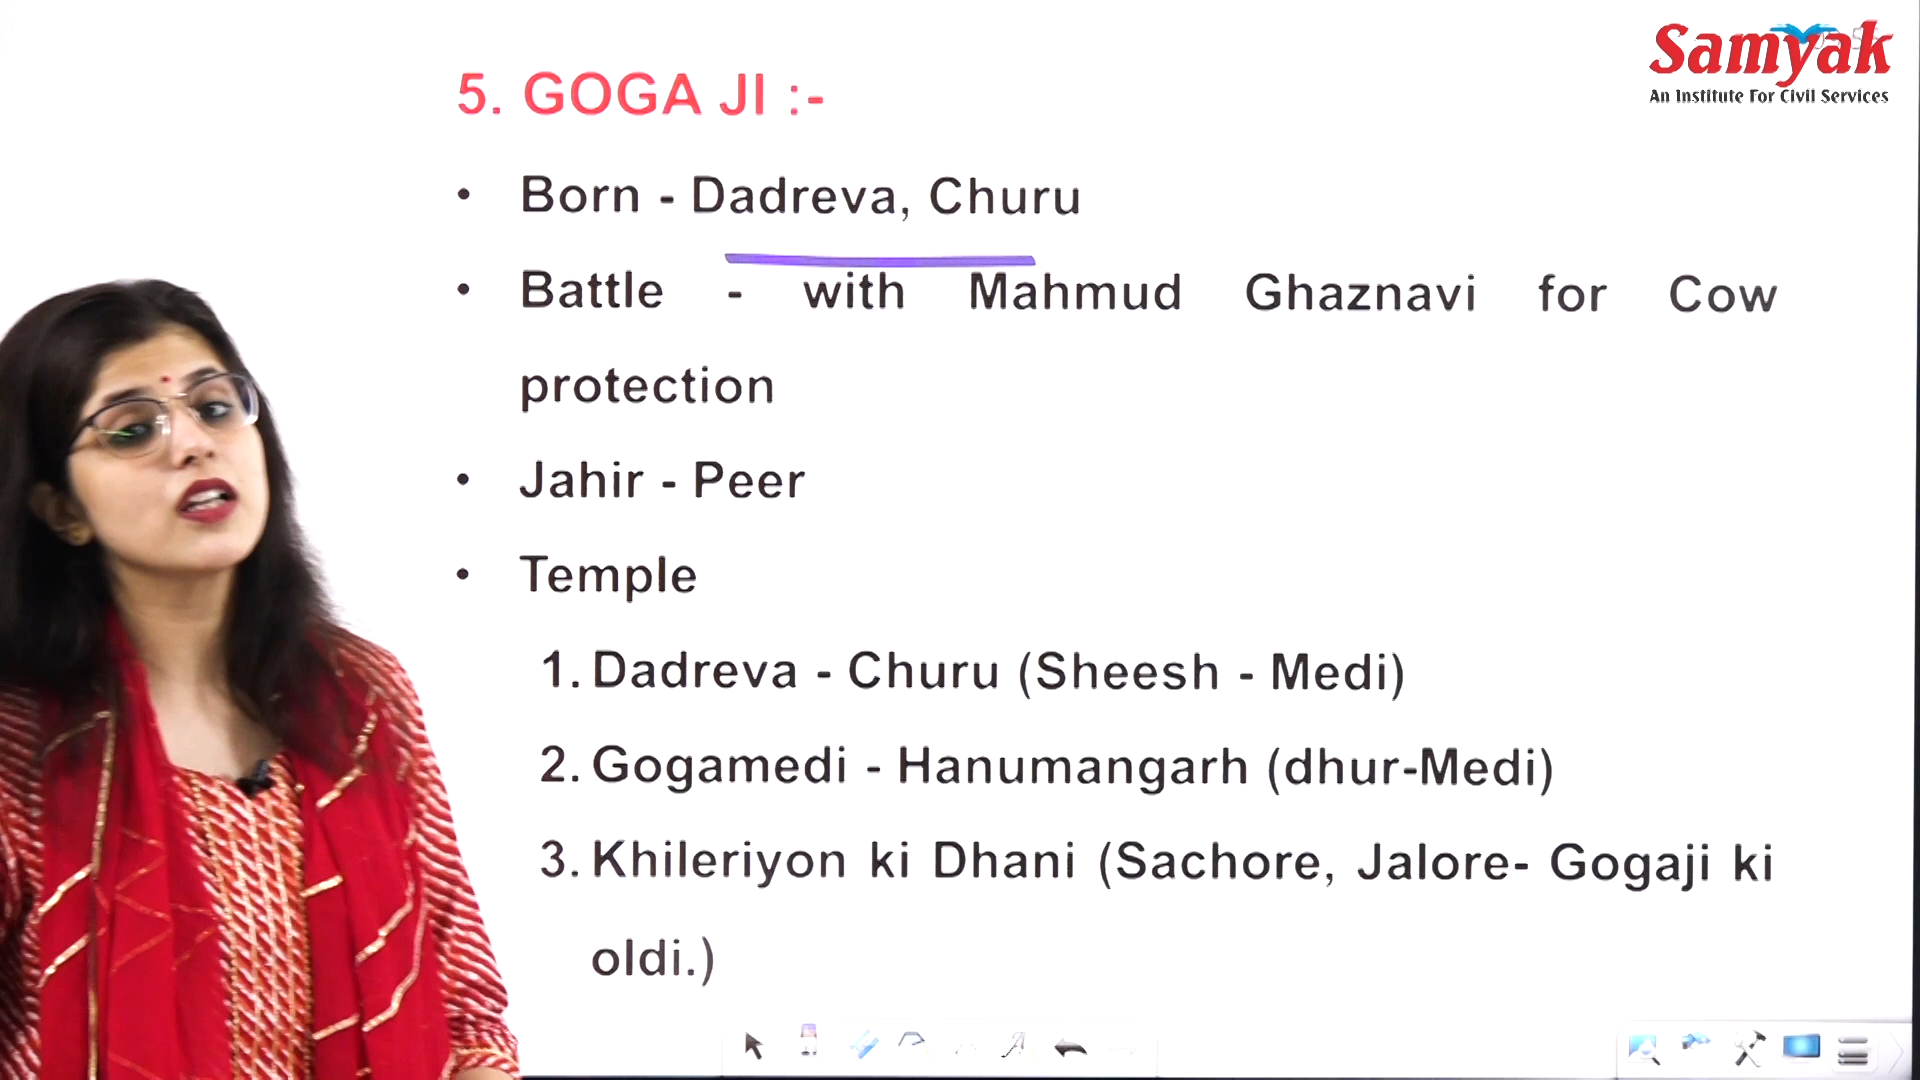 Samyak
An Institute For Civil Services
5. GOGA JI :-
• Born - Dadreva, Churu
• Battle - with Mahmud Ghaznavi for Cow
protection
• Jahir - Peer
• Temple
1. Dadreva - Churu (Sheesh - Medi)
2. Gogamedi - Hanumangarh (dhur-Medi)
3. Khileriyon ki Dhani (Sachore, Jalore- Gogaji ki
oldi.)